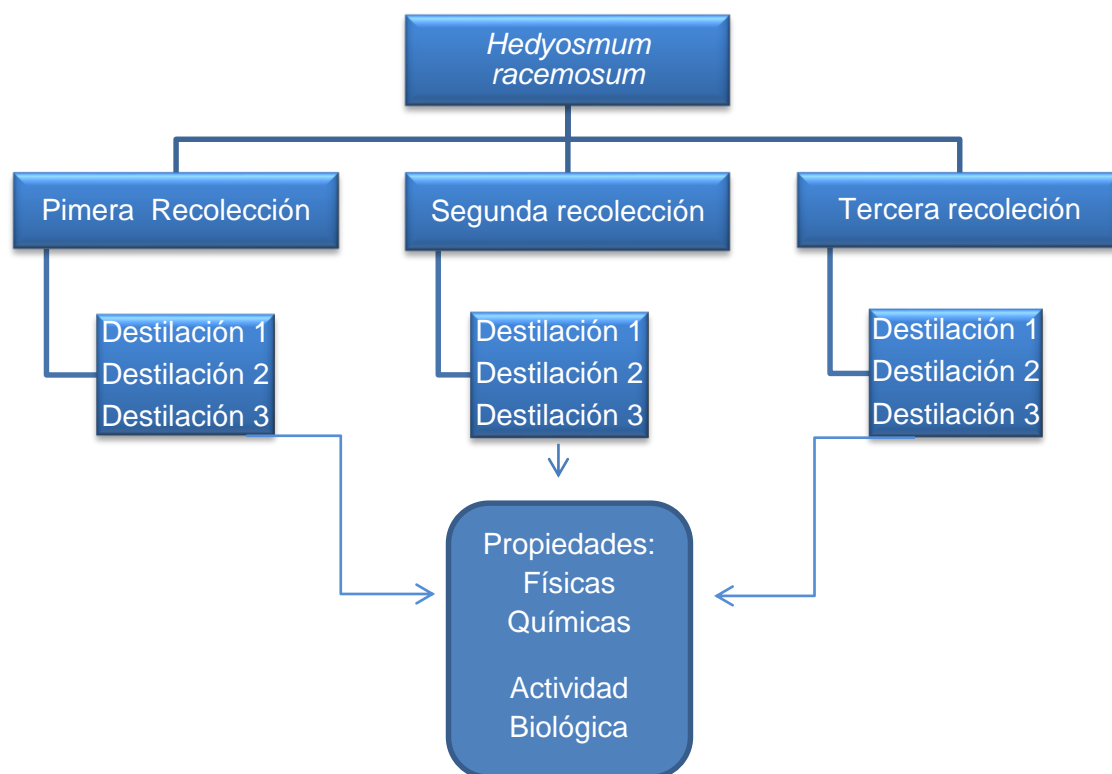 Hedyosmum
racemosum
Pimera Recolección
Segunda recolección
Tercera recoleción
Destilación 1
Destilación 2
Destilación 3
Destilación 1
Destilación 2
Destilación 3
Destilación 1
Destilación 2
Destilación 3
Propiedades:
Físicas
Químicas
Actividad
Biológica